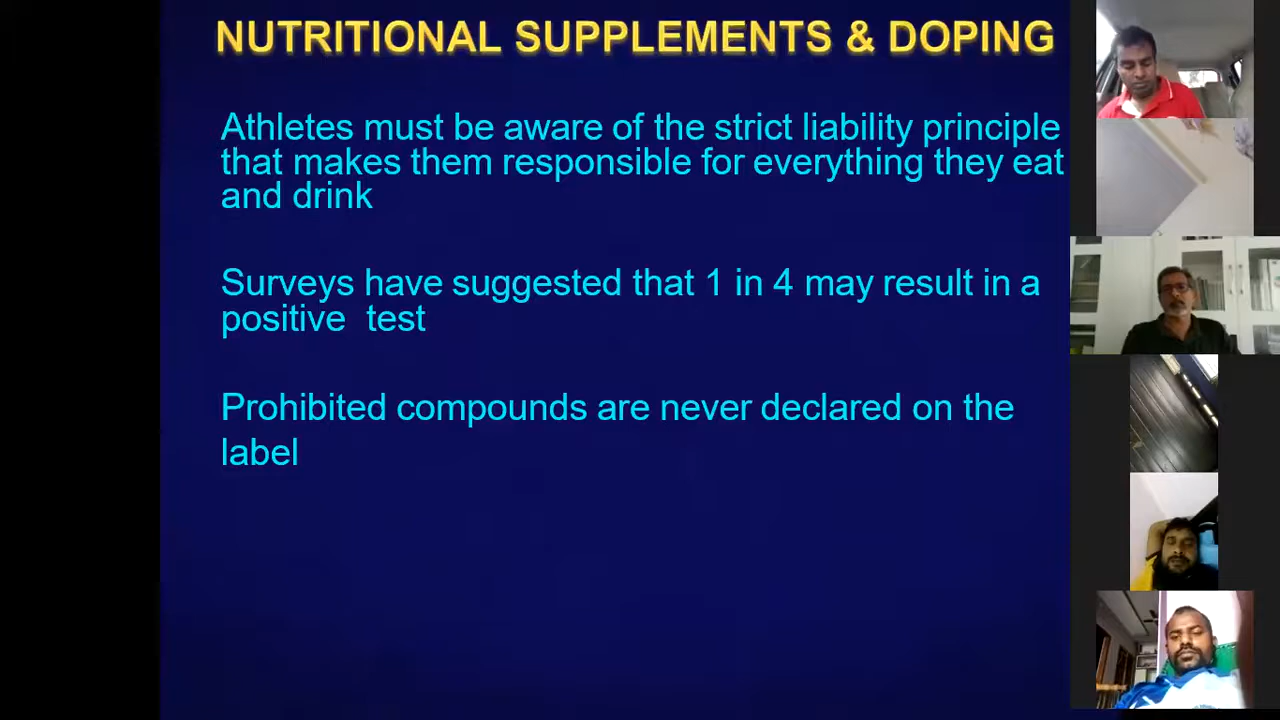 NUTRITIONAL SUPPLEMENTS & DOPING
Athletes must be aware of the strict liability principle
that makes them responsible for everything they eat
and drink
Surveys have suggested that 1 in 4 may result in a
positive  test
Prohibited compounds are never declared on the
label